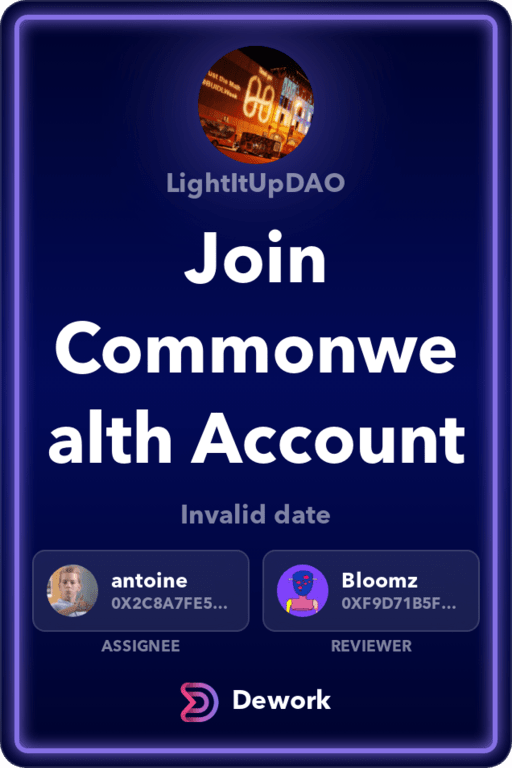 LightItUpDAO
Join
Commonwe
alth Account
Invalid date
antoine
0X2C8A7FE5...
Bloomz
0XF9D71B5F...
ASSIGNEE
REVIEWER
Dework